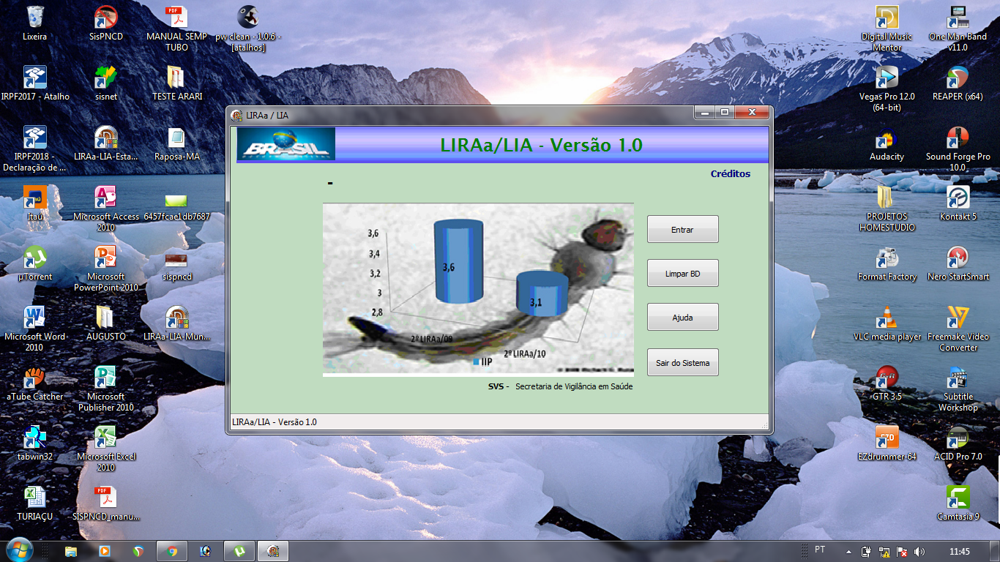 Lixeira
SisPNCD
MANUAL SEMP
TUBO
pw clean - 1.0.6 -
[atalhos]
Digital Music
Mentor
One Man Band
v11.0
IRPF2017 - Atalho
sisnet
TESTE ARARI
Vegas Pro 12.0
(64-bit)
REAPER (x64)
IRPF2018 -
Declaração de ...
LIRAa-LIA-Esta...
Raposa-MA
Audacity
Sound Forge Pro
10.0
Itaú
Microsoft Access
2010
6457fcae1db7687
PROJETOS
HOMESTUDIO
Kontakt 5
µTorrent
Microsoft
PowerPoint 2010
sispncd
Format Factory
Nero StartSmart
Microsoft Word
2010
AUGUSTO
LIRAa-LIA-Mun...
VLC media player
Freemake Video
Converter
aTube Catcher
Microsoft
Publisher 2010
GTR 3.5
Subtitle
Workshop
tabwin32
Microsoft Excel
2010
EZdrummer-64
ACID Pro 7.0
TURIAÇU
SISPNCD_manu...
Camtasia 9
LIRAa / LIA
BRASIL
LIRAa/LIA - Versão 1.0
Créditos
-
3,6
3,4
3,2
3
2,8
3,6
3,1
2º LIRAa/09
2º LIRAa/10
IIP
Entrar
Limpar BD
Ajuda
Sair do Sistema
SVS - Secretaria de Vigilância em Saúde
LIRAa/LIA - Versão 1.0
PT
11:45